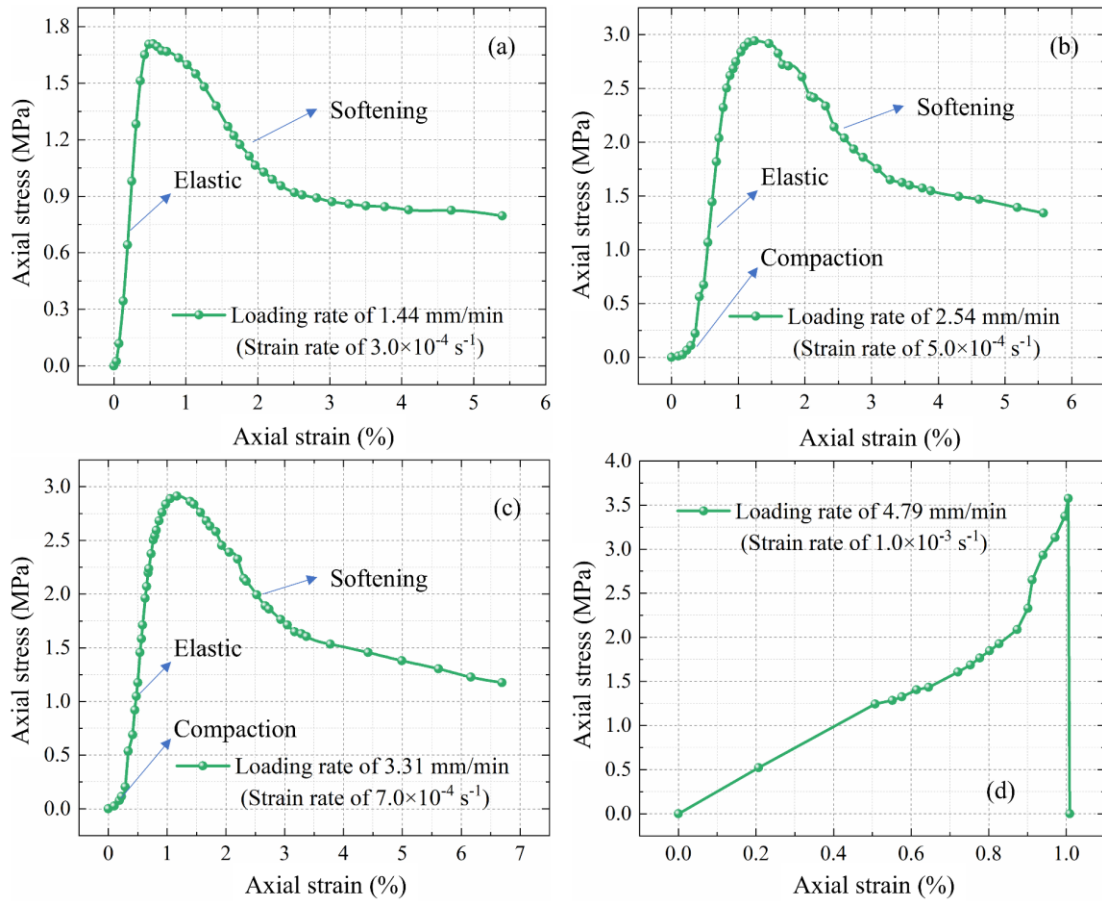 (a)
Axial stress (MPa)
1.8
1.5
1.2
0.9
0.6
0.3
0.0
Softening
Elastic
Loading rate of 1.44 mm/min
(Strain rate of 3.0×10⁻⁴ s⁻¹)
0 1 2 3 4 5 6
Axial strain (%)
(b)
Axial stress (MPa)
3.0
2.5
2.0
1.5
1.0
0.5
0.0
Softening
Elastic
Compaction
Loading rate of 2.54 mm/min
(Strain rate of 5.0×10⁻⁴ s⁻¹)
0 1 2 3 4 5 6
Axial strain (%)
(c)
Axial stress (MPa)
3.0
2.5
2.0
1.5
1.0
0.5
0.0
Softening
Elastic
Compaction
Loading rate of 3.31 mm/min
(Strain rate of 7.0×10⁻⁴ s⁻¹)
0 1 2 3 4 5 6 7
Axial strain (%)
Axial stress (MPa)
4.0
3.5
3.0
2.5
2.0
1.5
1.0
0.5
0.0
Loading rate of 4.79 mm/min
(Strain rate of 1.0×10⁻³ s⁻¹)
(d)
0.0 0.2 0.4 0.6 0.8 1.0
Axial strain (%)